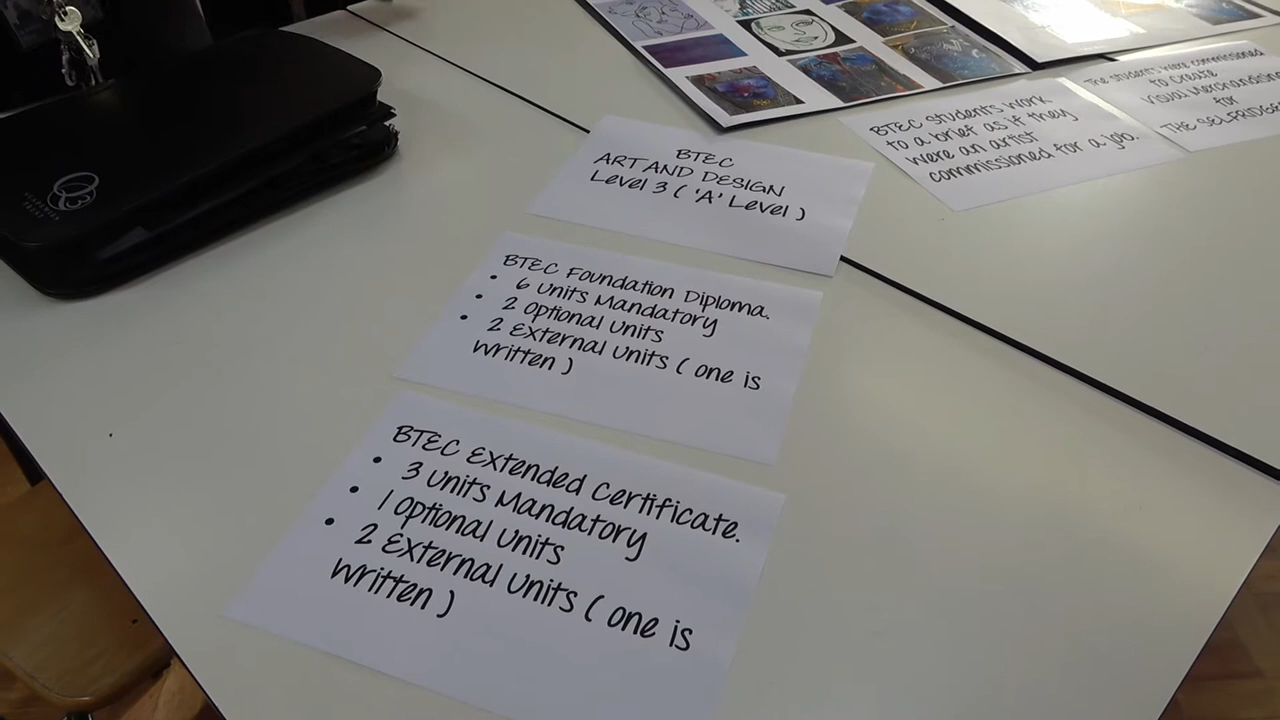 BTEC
ART AND DESIGN
Level 3 ( 'A' Level )
BTEC Foundation Diploma.
• 6 Units Mandatory
• 2 Optional Units
• 2 External Units ( one is
written )
BTEC Extended Certificate.
• 3 Units Mandatory
• 1 Optional Units
• 2 External Units ( one is
written )
BTEC students work
to a brief as if they
were an artist
commissioned for a job.
The students were commissioned
to create
Visual Merchandising
for
THE SELFRIDGES